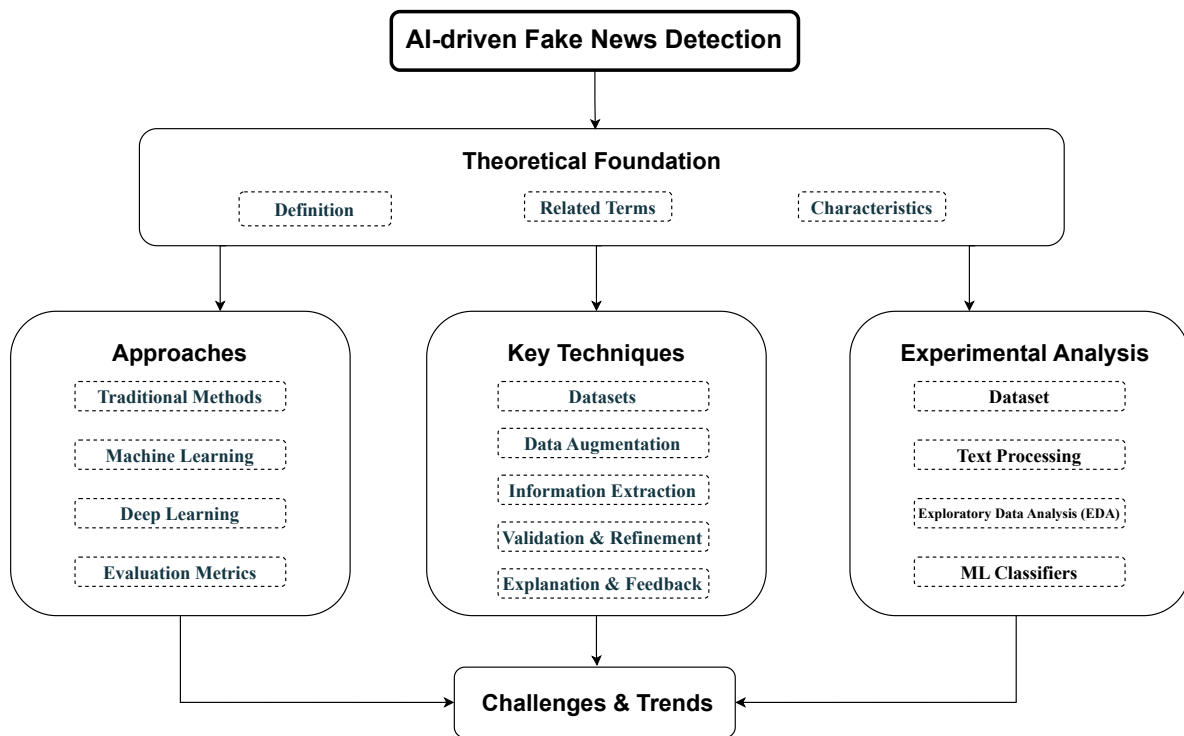 AI-driven Fake News Detection
Theoretical Foundation
Definition
Related Terms
Characteristics
Approaches
Traditional Methods
Machine Learning
Deep Learning
Evaluation Metrics
Key Techniques
Datasets
Data Augmentation
Information Extraction
Validation & Refinement
Explanation & Feedback
Experimental Analysis
Dataset
Text Processing
Exploratory Data Analysis (EDA)
ML Classifiers
Challenges & Trends